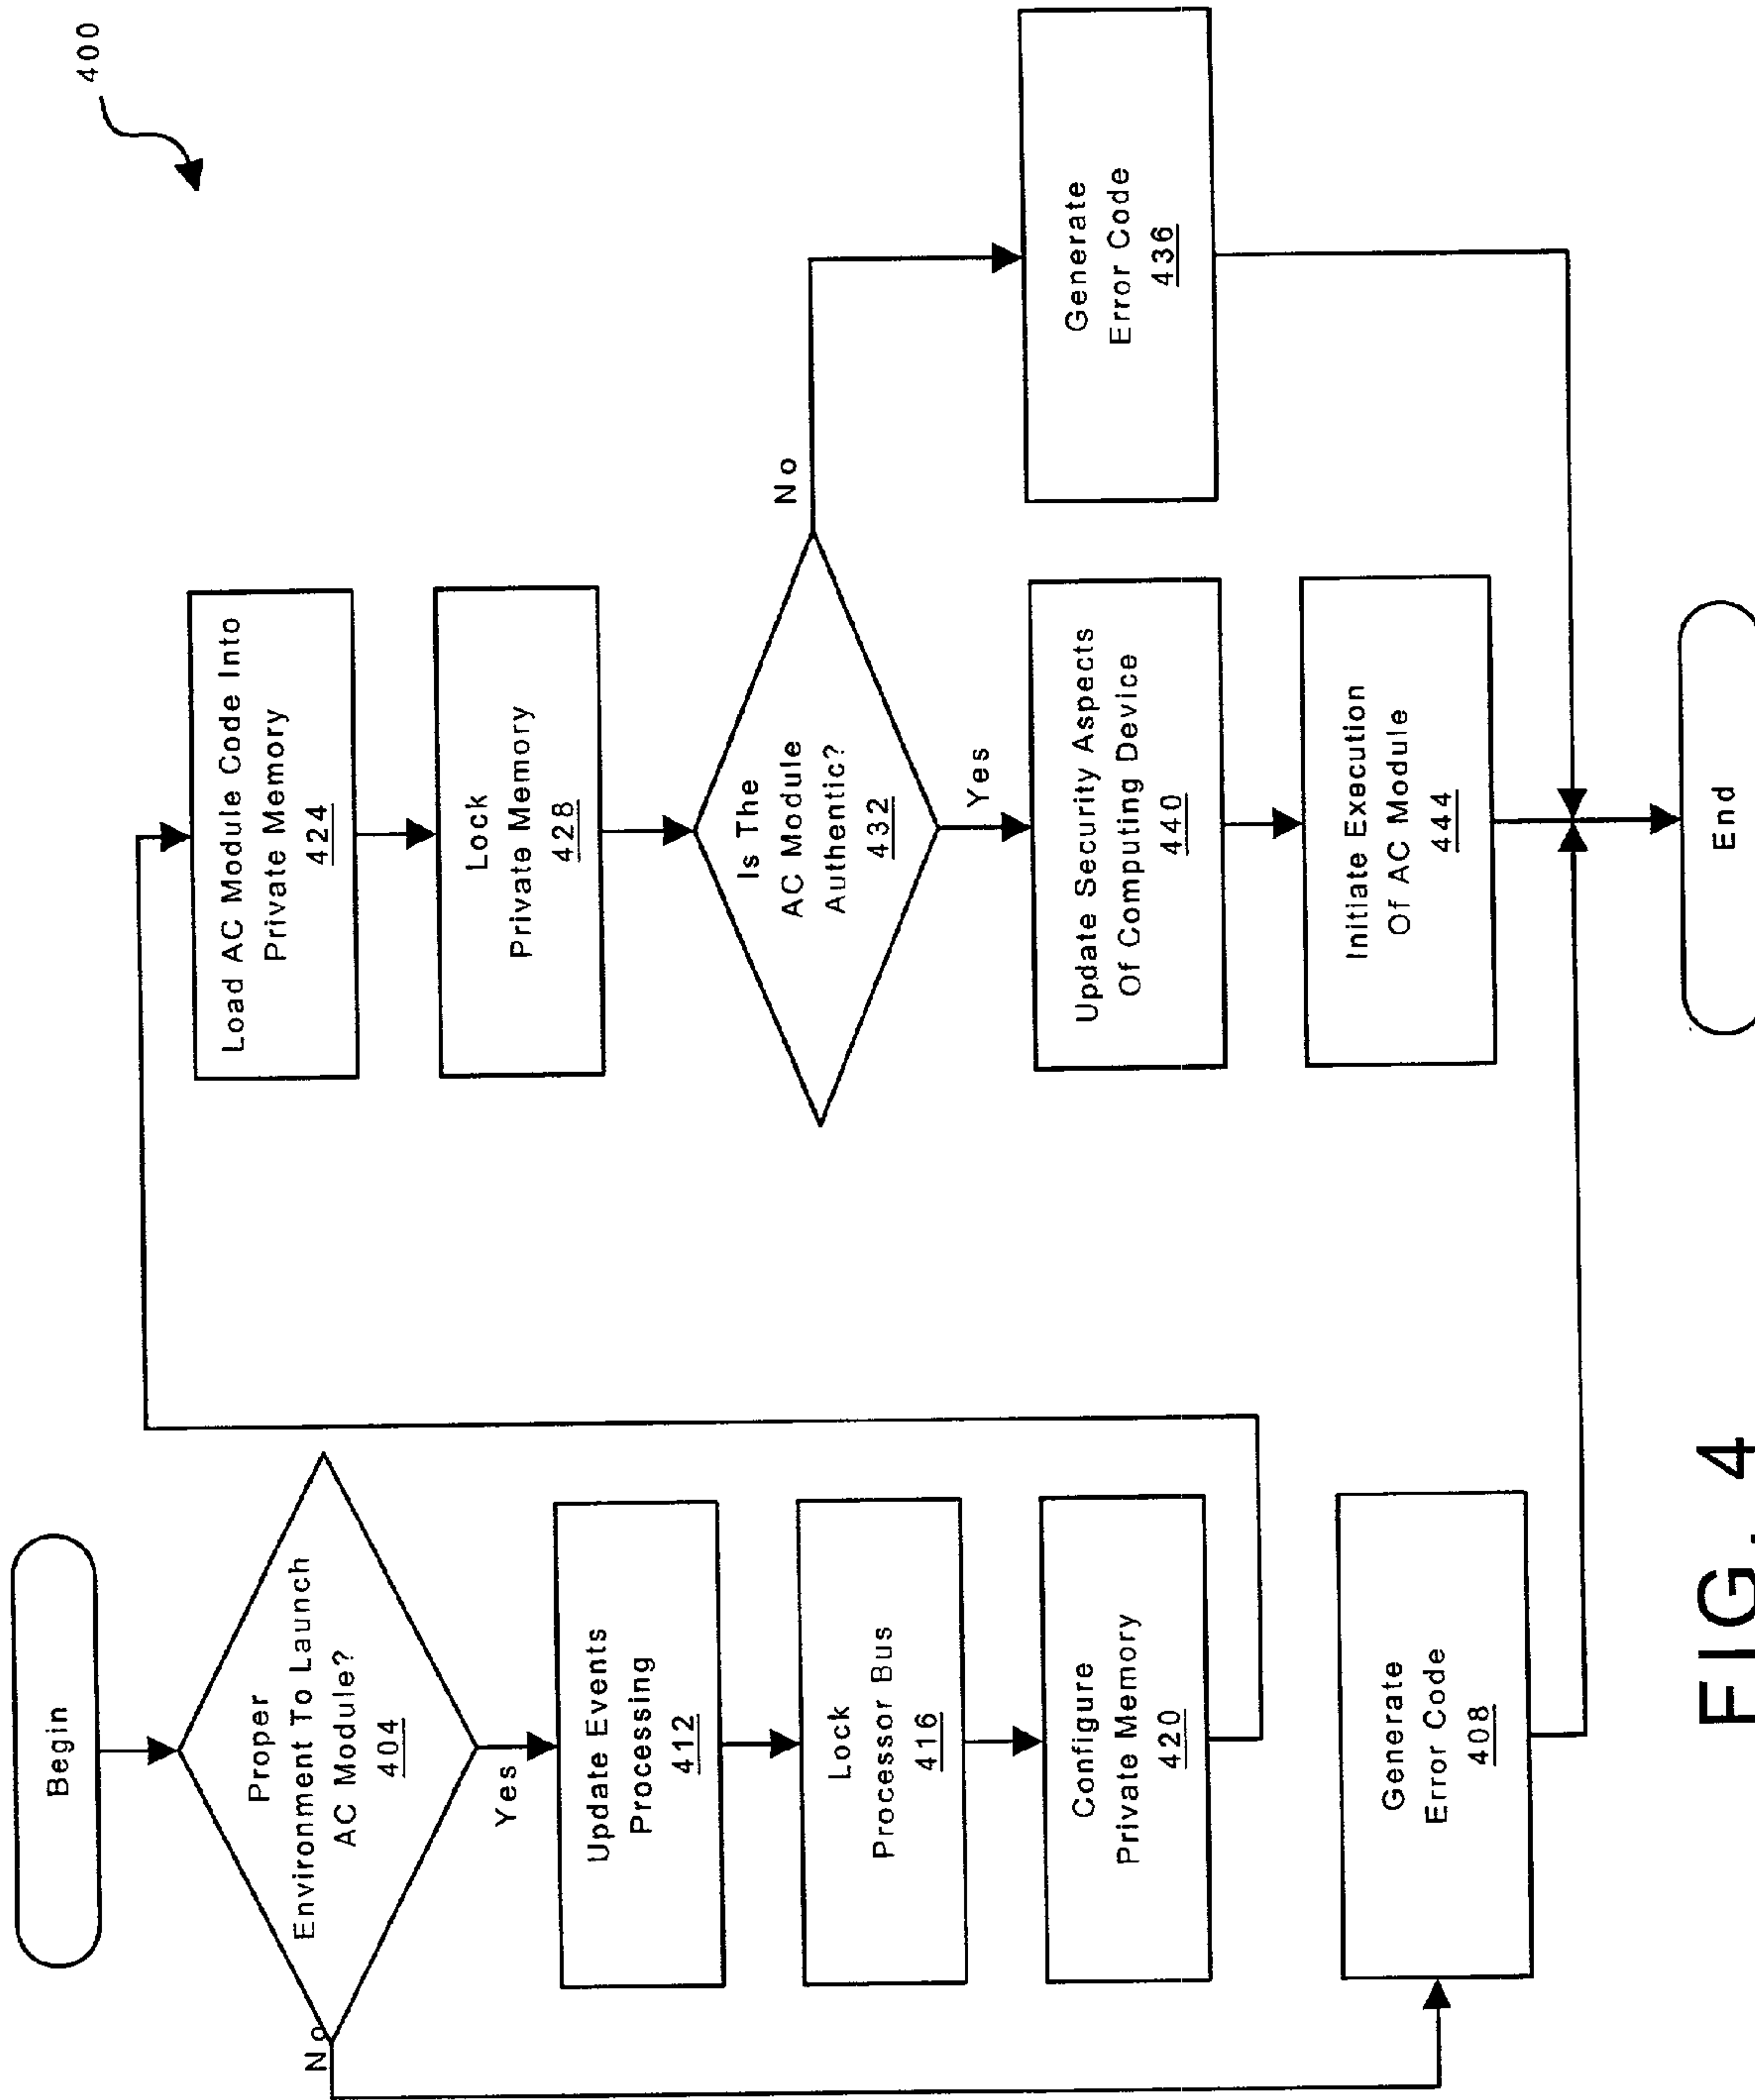 400
Begin
Proper
Environment To Launch
AC Module?
404
No
Yes
Update Events
Processing
412
Lock
Processor Bus
416
Configure
Private Memory
420
Generate
Error Code
408
Load AC Module Code Into
Private Memory
424
Lock
Private Memory
428
Is The
AC Module
Authentic?
432
No
Yes
Generate
Error Code
436
Update Security Aspects
Of Computing Device
440
Initiate Execution
Of AC Module
444
End
FIG. 4